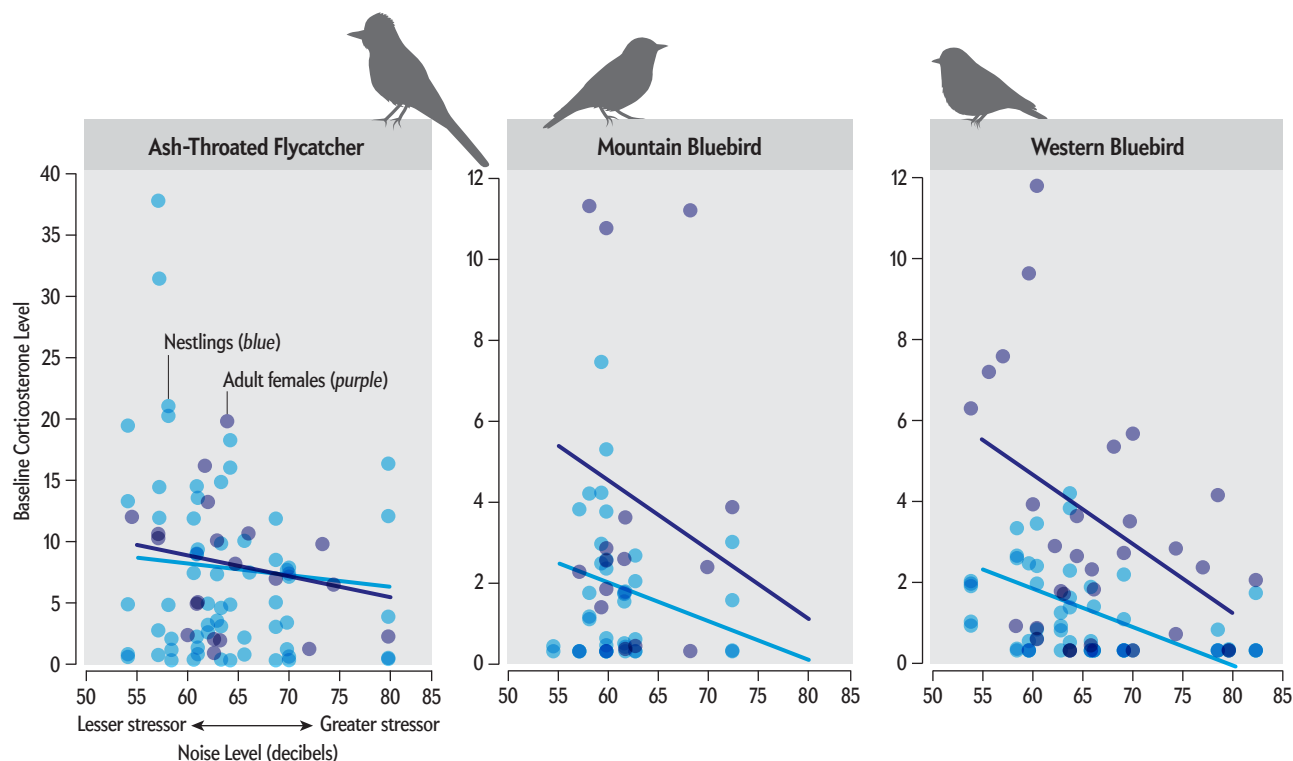 Ash-Throated Flycatcher
Mountain Bluebird
Western Bluebird
Baseline Corticosterone Level
40
35
30
25
20
15
10
5
0
Nestlings (blue)
Adult females (purple)
50 55 60 65 70 75 80 85
Lesser stressor Greater stressor
Noise Level (decibels)
12
10
8
6
4
2
0
50 55 60 65 70 75 80 85
12
10
8
6
4
2
0
50 55 60 65 70 75 80 85